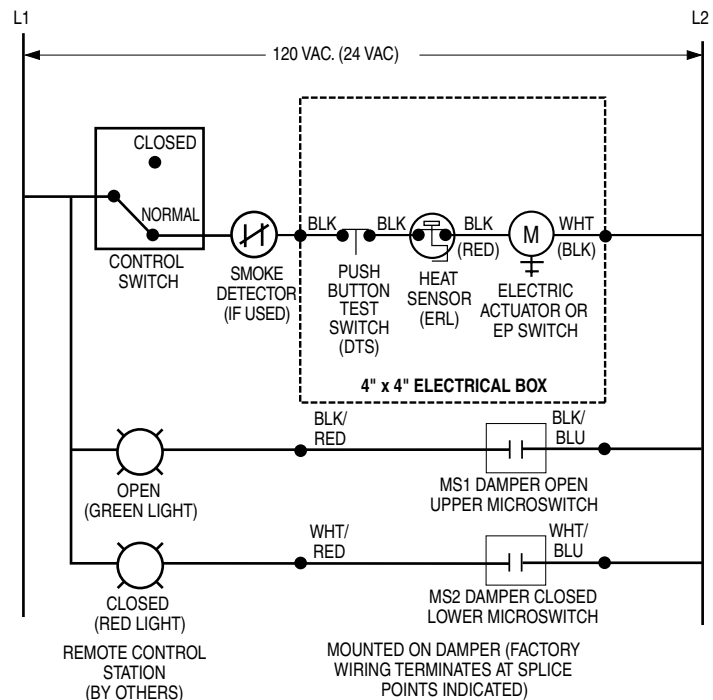 L1
L2
120 VAC. (24 VAC)
CLOSED
NORMAL
CONTROL
SWITCH
SMOKE
DETECTOR
(IF USED)
BLK
BLK
BLK
(RED)
WHT
(BLK)
M
PUSH
BUTTON
TEST
SWITCH
(DTS)
HEAT
SENSOR
(ERL)
ELECTRIC
ACTUATOR OR
EP SWITCH
4" x 4" ELECTRICAL BOX
BLK/
RED
BLK/
BLU
OPEN
(GREEN LIGHT)
MS1 DAMPER OPEN
UPPER MICROSWITCH
WHT/
RED
WHT/
BLU
CLOSED
(RED LIGHT)
MS2 DAMPER CLOSED
LOWER MICROSWITCH
REMOTE CONTROL
STATION
(BY OTHERS)
MOUNTED ON DAMPER (FACTORY
WIRING TERMINATES AT SPLICE
POINTS INDICATED)